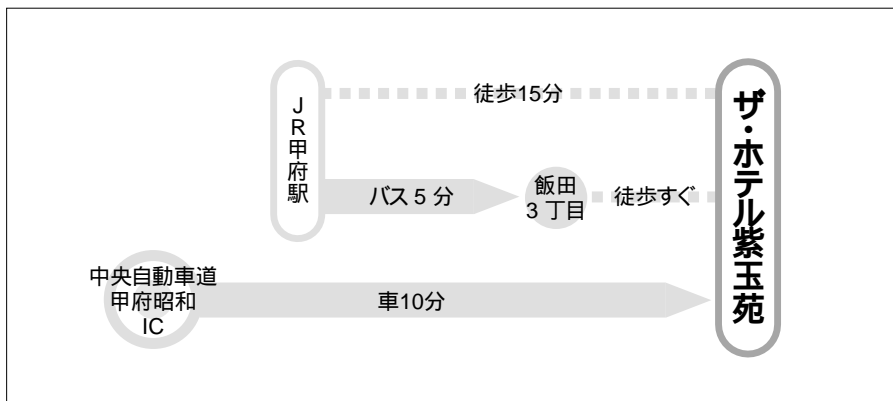 JR甲府駅
徒歩15分
バス5分
飯田
3丁目
徒歩すぐ
中央自動車道
甲府昭和
IC
車10分
ザ・ホテル紫玉苑